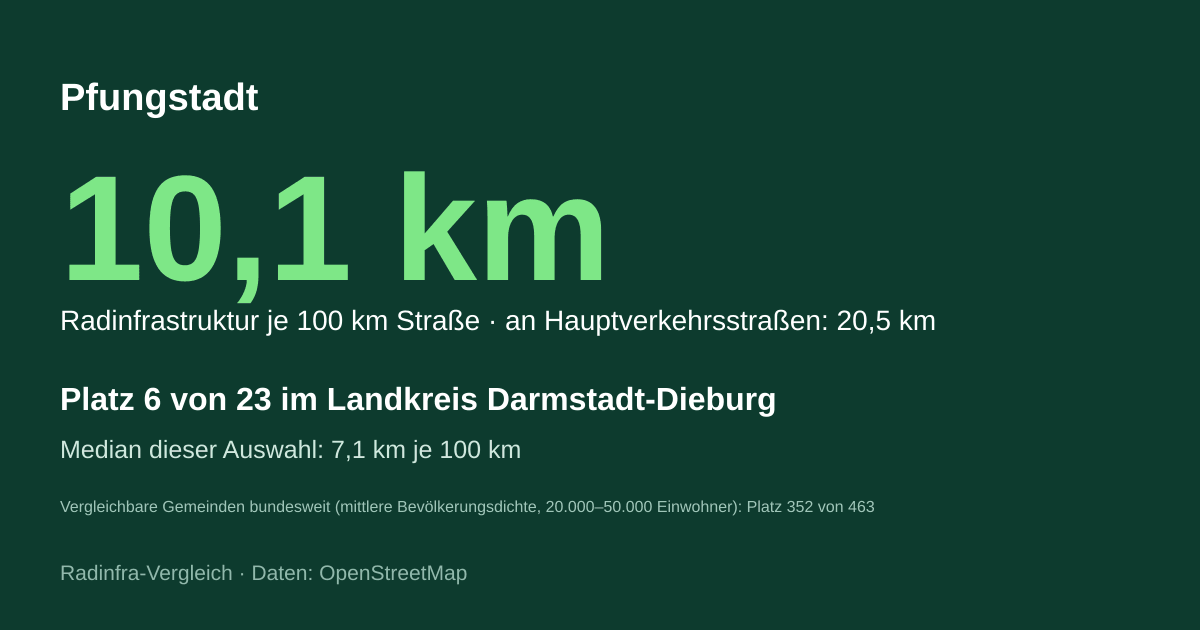 Pfungstadt
10,1 km
Radinfrastruktur je 100 km Straße · an Hauptverkehrsstraßen: 20,5 km
Platz 6 von 23 im Landkreis Darmstadt-Dieburg
Median dieser Auswahl: 7,1 km je 100 km
Vergleichbare Gemeinden bundesweit (mittlere Bevölkerungsdichte, 20.000–50.000 Einwohner): Platz 352 von 463
Radinfra-Vergleich · Daten: OpenStreetMap